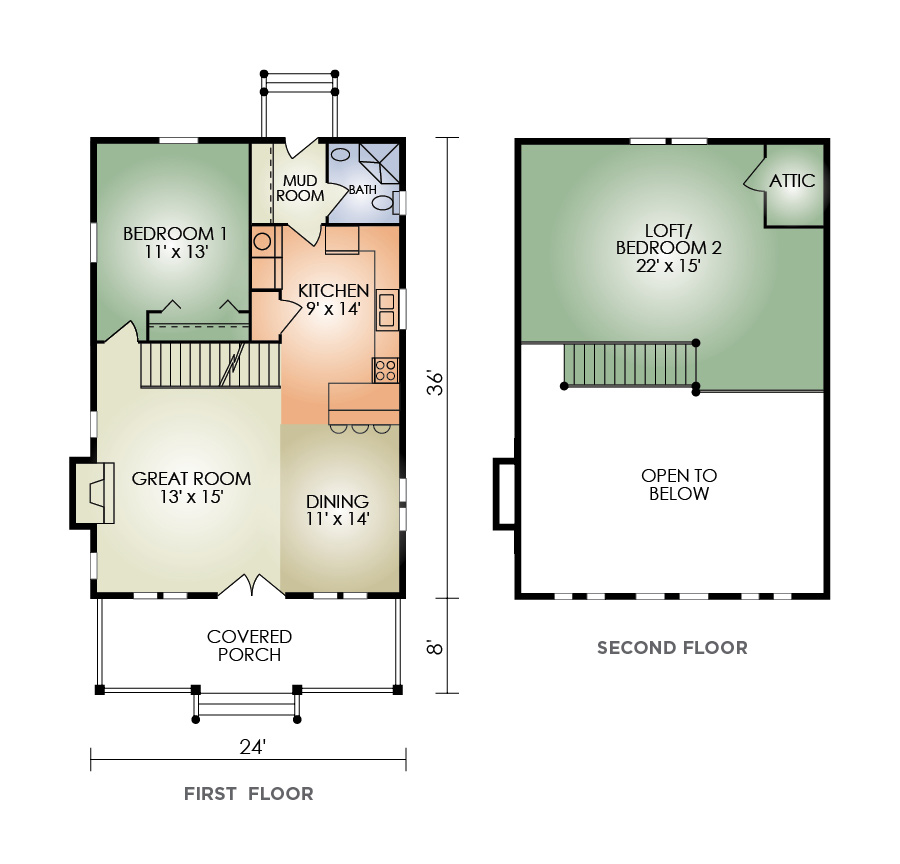 MUD
ROOM
BATH
BEDROOM 1
11' x 13'
KITCHEN
9' x 14'
GREAT ROOM
13' x 15'
DINING
11' x 14'
COVERED
PORCH
36'
8'
24'
FIRST FLOOR
ATTIC
LOFT/
BEDROOM 2
22' x 15'
OPEN TO
BELOW
SECOND FLOOR